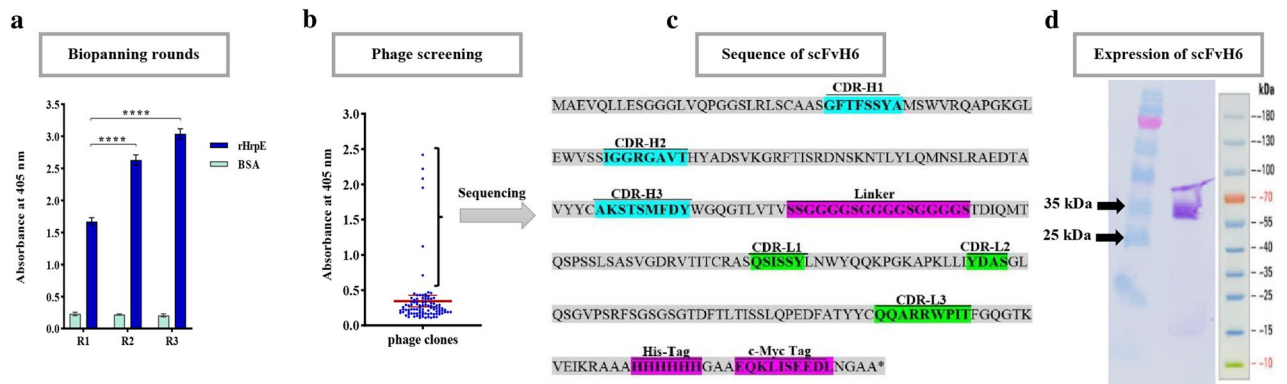 a
Biopanning rounds
Absorbance at 405 nm
3.5
3.0
2.5
2.0
1.5
1.0
0.5
0.0
****
****
rHrpE
BSA
R1 R2 R3
b
Phage screening
Absorbance at 405 nm
3.0
2.5
2.0
1.5
1.0
0.5
0.0
phage clones
Sequencing
c
Sequence of scFvH6
CDR-H1
MAEVQLLESGGGLVQPGGSLRLSCAASGFTFSSYAMSWVRQAPGKGL
CDR-H2
EWVSSIGGRGAVTHYADSVKGRFTISRDNSKNTLYLQMNSLRAEDTA
CDR-H3 Linker
VYYCAKSTSMFDYWGQGTLVTVSSGGGGSGGGGSGGGGSTDIQMT
CDR-L1 CDR-L2
QSPSSLSASVGDRVTITCRASQSISSYLNWYQQKPGKAPKLLIYDASGL
CDR-L3
QSGVPSRFSGSGSGTDFTLTISSLQPEDFATYYCQQARRWPITFGQGTK
His-Tag c-Myc Tag
VEIKRAAAHHHHHHGAAEQKLISEEDLNGAA*
d
Expression of scFvH6
35 kDa
25 kDa
kDa
180
130
100
70
55
40
35
25
15
10